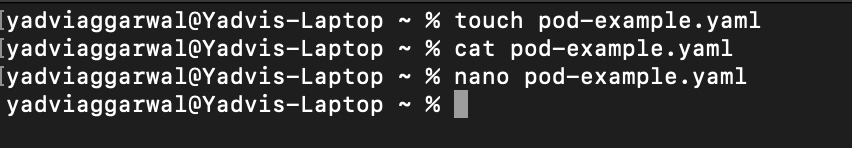 [yadviaggarwal@Yadvis-Laptop ~ % touch pod-example.yaml
[yadviaggarwal@Yadvis-Laptop ~ % cat pod-example.yaml
[yadviaggarwal@Yadvis-Laptop ~ % nano pod-example.yaml
yadviaggarwal@Yadvis-Laptop ~ %